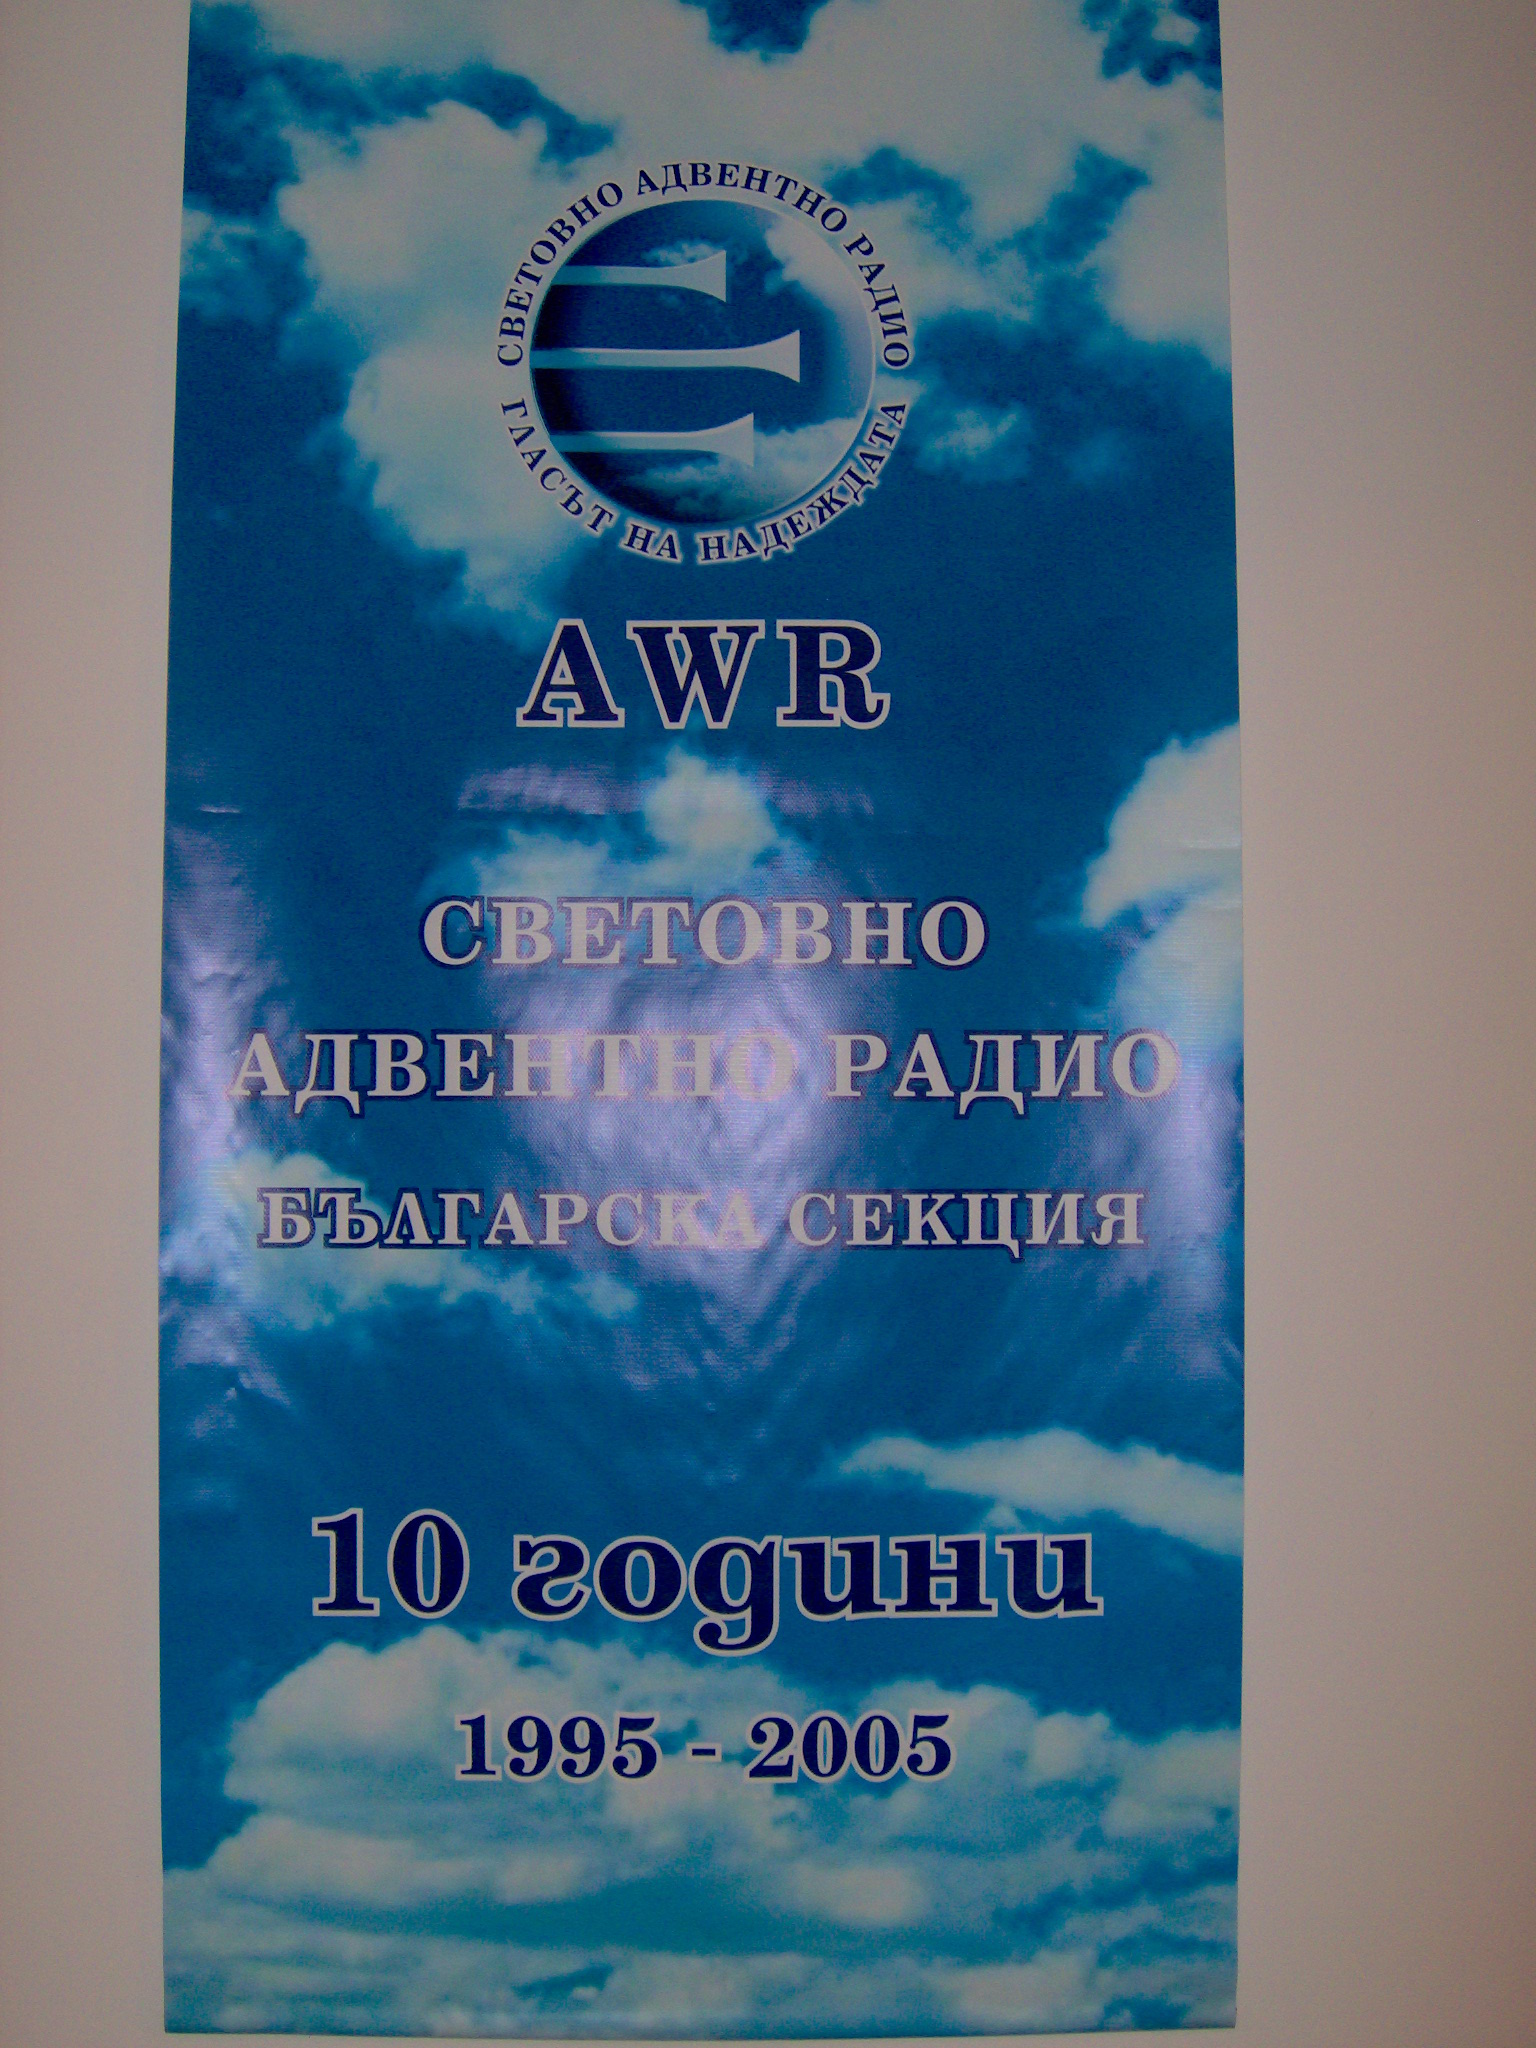 СВЕТОВНО АДВЕНТНО РАДИО
ГЛАСЪТ НА НАДЕЖДАТА
AWR
СВЕТОВНО
АДВЕНТНО РАДИО
БЪЛГАРСКА СЕКЦИЯ
10 години
1995 - 2005